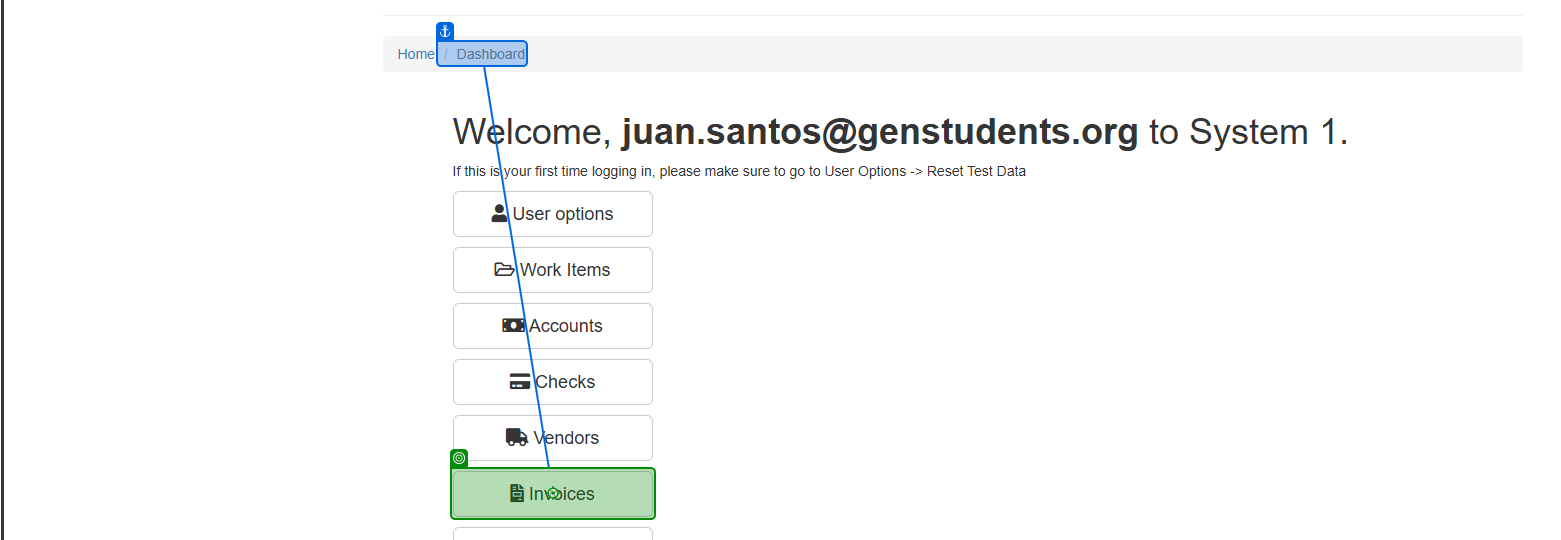 Home / Dashboard
Welcome, juan.santos@genstudents.org to System 1.
If this is your first time logging in, please make sure to go to User Options -> Reset Test Data
User options
Work Items
Accounts
Checks
Vendors
Invoices